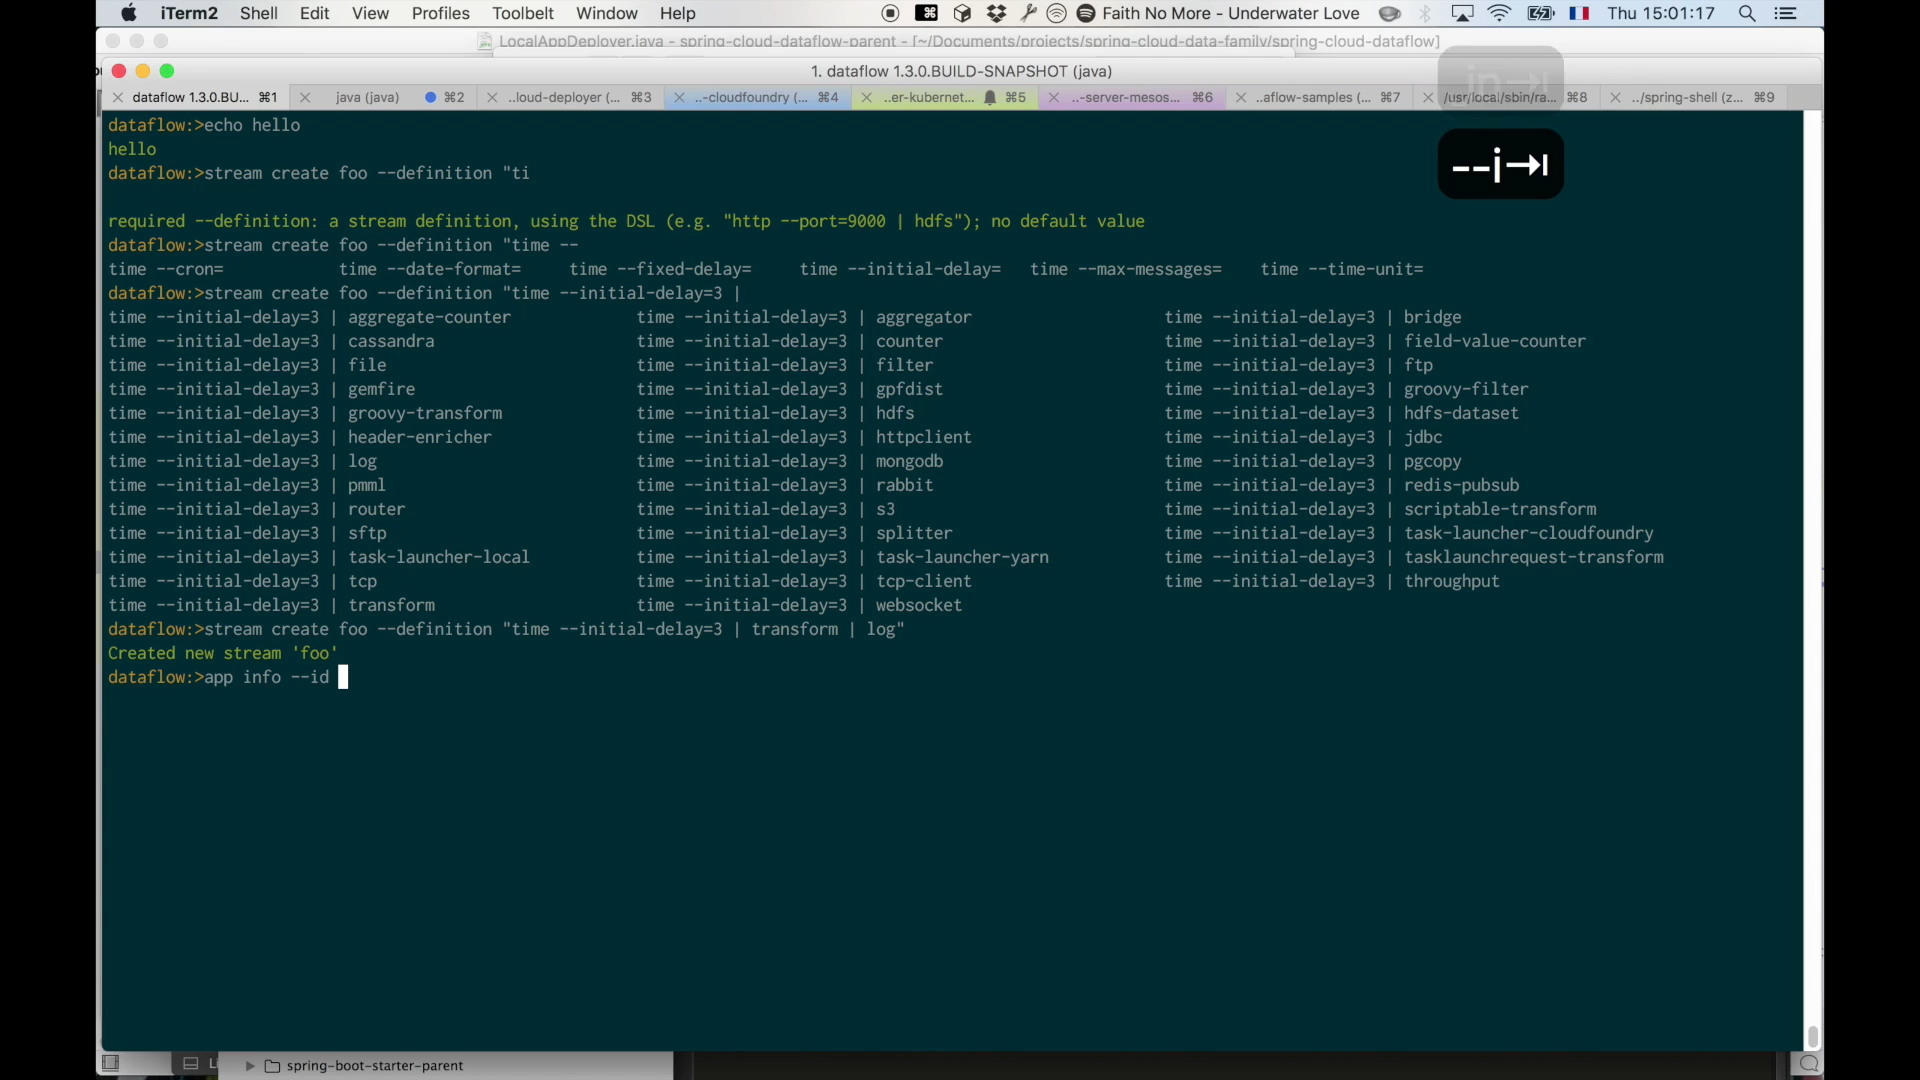 iTerm2 Shell Edit View Profiles Toolbelt Window Help Faith No More - Underwater Love Thu 15:01:17
LocalAppDeployer.java - spring-cloud-dataflow-parent - [~/Documents/projects/spring-cloud-data-family/spring-cloud-dataflow]
1. dataflow 1.3.0.BUILD-SNAPSHOT (java)
dataflow 1.3.0.BU... ⌘1 java (java) ⌘2 ..loud-deployer (... ⌘3 ..-cloudfoundry (... ⌘4 ..er-kubernet... ⌘5 ..-server-mesos... ⌘6 ..aflow-samples (... ⌘7 /usr/local/sbin/ra... ⌘8 ../spring-shell (z... ⌘9
in⇥
--i⇥
dataflow:>echo hello
hello
dataflow:>stream create foo --definition "ti
required --definition: a stream definition, using the DSL (e.g. "http --port=9000 | hdfs"); no default value
dataflow:>stream create foo --definition "time --
time --cron= time --date-format= time --fixed-delay= time --initial-delay= time --max-messages= time --time-unit=
dataflow:>stream create foo --definition "time --initial-delay=3 |
time --initial-delay=3 | aggregate-counter time --initial-delay=3 | aggregator time --initial-delay=3 | bridge
time --initial-delay=3 | cassandra time --initial-delay=3 | counter time --initial-delay=3 | field-value-counter
time --initial-delay=3 | file time --initial-delay=3 | filter time --initial-delay=3 | ftp
time --initial-delay=3 | gemfire time --initial-delay=3 | gpfdist time --initial-delay=3 | groovy-filter
time --initial-delay=3 | groovy-transform time --initial-delay=3 | hdfs time --initial-delay=3 | hdfs-dataset
time --initial-delay=3 | header-enricher time --initial-delay=3 | httpclient time --initial-delay=3 | jdbc
time --initial-delay=3 | log time --initial-delay=3 | mongodb time --initial-delay=3 | pgcopy
time --initial-delay=3 | pmml time --initial-delay=3 | rabbit time --initial-delay=3 | redis-pubsub
time --initial-delay=3 | router time --initial-delay=3 | s3 time --initial-delay=3 | scriptable-transform
time --initial-delay=3 | sftp time --initial-delay=3 | splitter time --initial-delay=3 | task-launcher-cloudfoundry
time --initial-delay=3 | task-launcher-local time --initial-delay=3 | task-launcher-yarn time --initial-delay=3 | tasklaunchrequest-transform
time --initial-delay=3 | tcp time --initial-delay=3 | tcp-client time --initial-delay=3 | throughput
time --initial-delay=3 | transform time --initial-delay=3 | websocket
dataflow:>stream create foo --definition "time --initial-delay=3 | transform | log"
Created new stream 'foo'
dataflow:>app info --id
spring-boot-starter-parent